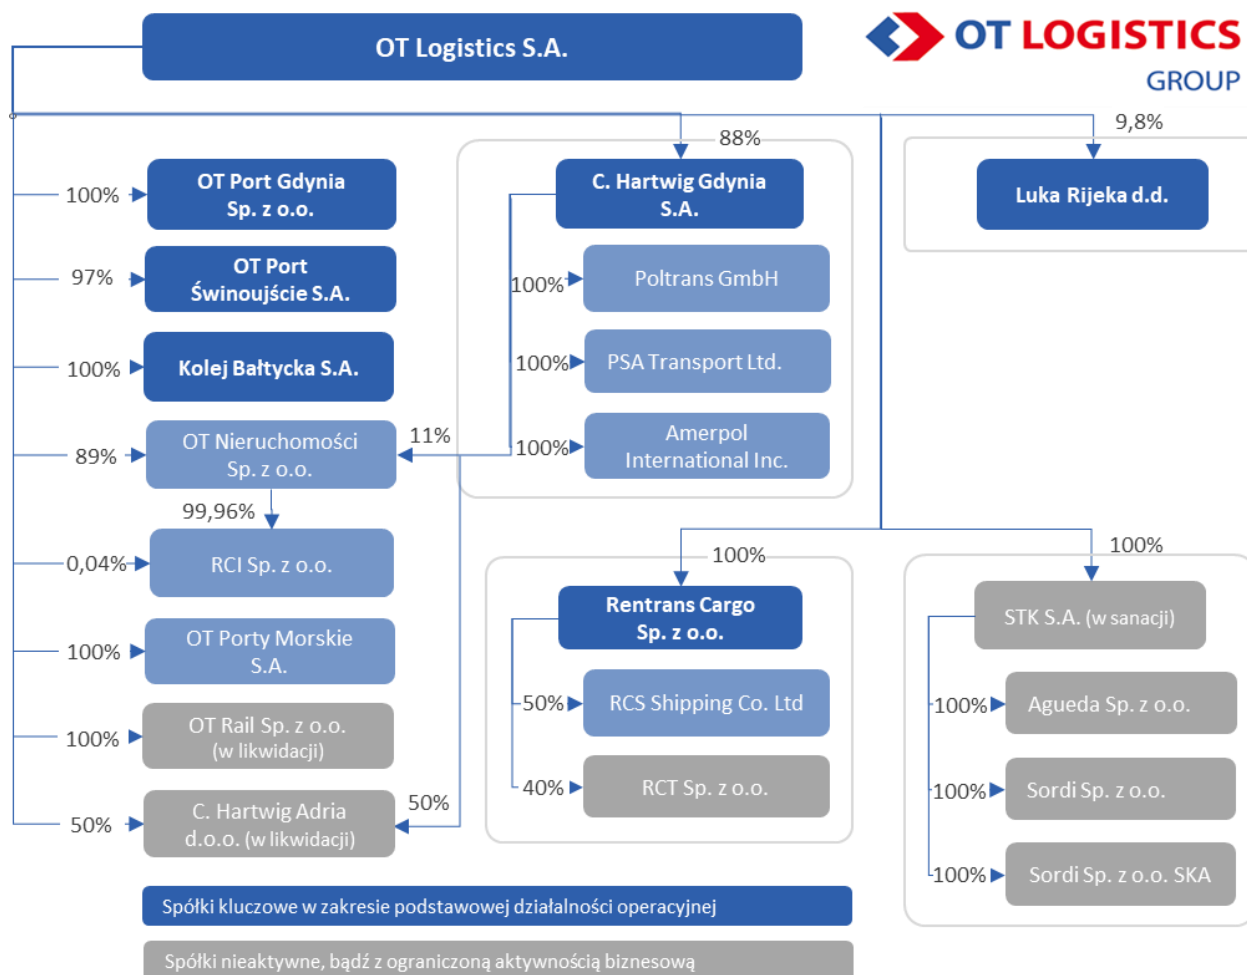 OT Logistics S.A.
OT LOGISTICS
GROUP
100%
OT Port Gdynia
Sp. z o.o.
97%
OT Port
Świnoujście S.A.
100%
Kolej Bałtycka S.A.
89%
OT Nieruchomości
Sp. z o.o.
11%
99,96%
0,04%
RCI Sp. z o.o.
100%
OT Porty Morskie
S.A.
100%
OT Rail Sp. z o.o.
(w likwidacji)
50%
C. Hartwig Adria
d.o.o. (w likwidacji)
50%
88%
C. Hartwig Gdynia
S.A.
100%
Poltrans GmbH
100%
PSA Transport Ltd.
100%
Amerpol
International Inc.
9,8%
Luka Rijeka d.d.
100%
Rentrans Cargo
Sp. z o.o.
50%
RCS Shipping Co. Ltd
40%
RCT Sp. z o.o.
100%
STK S.A. (w sanacji)
100%
Agueda Sp. z o.o.
100%
Sordi Sp. z o.o.
100%
Sordi Sp. z o.o. SKA
Spółki kluczowe w zakresie podstawowej działalności operacyjnej
Spółki nieaktywne, bądź z ograniczoną aktywnością biznesową